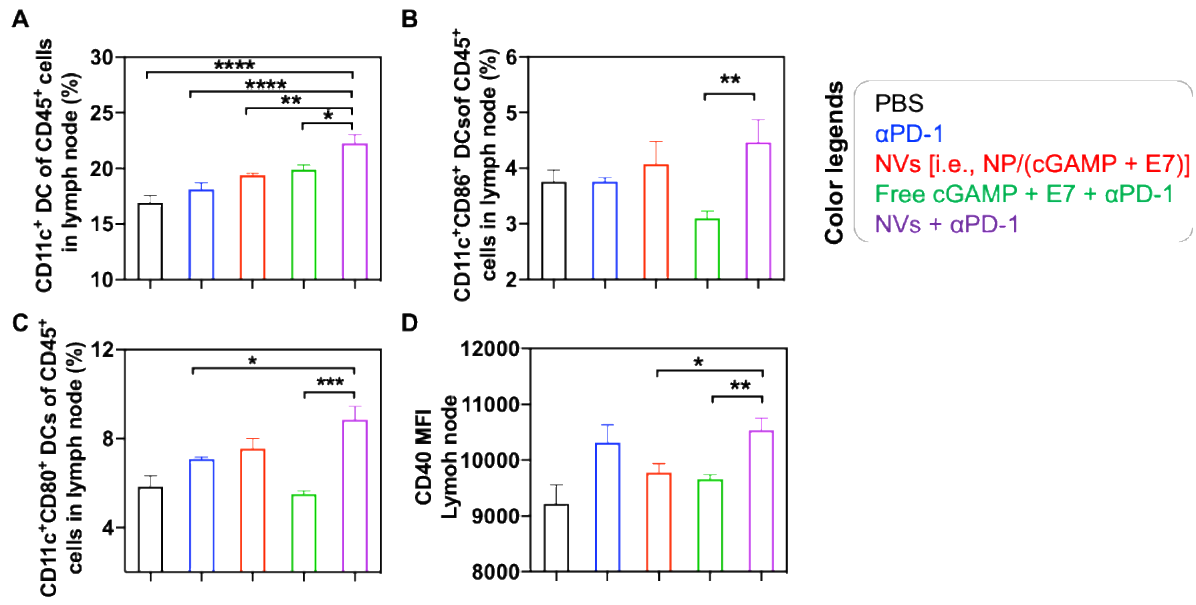 A
CD11c⁺ DC of CD45⁺ cells
in lymph node (%)
30
25
20
15
10
****
****
**
*
B
CD11c⁺CD86⁺ DCsof CD45⁺
cells in lymph node (%)
6
5
4
3
2
**
Color legends
PBS
αPD-1
NVs [i.e., NP/(cGAMP + E7)]
Free cGAMP + E7 + αPD-1
NVs + αPD-1
C
CD11c⁺CD80⁺ DCs of CD45⁺
cells in lymph node (%)
12
8
4
*
***
D
CD40 MFI
Lymoh node
12000
11000
10000
9000
8000
*
**